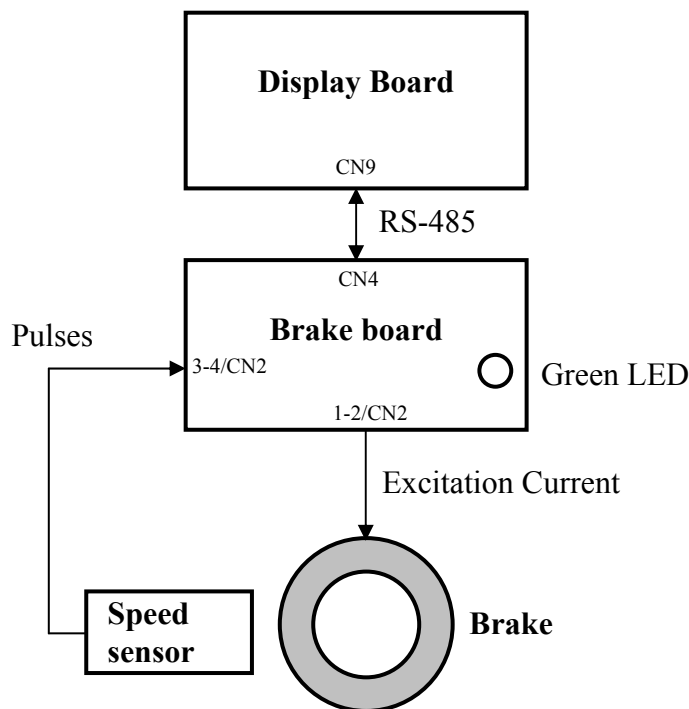 Display Board
CN9
RS-485
CN4
Brake board
Pulses
3-4/CN2
Green LED
1-2/CN2
Excitation Current
Speed
sensor
Brake